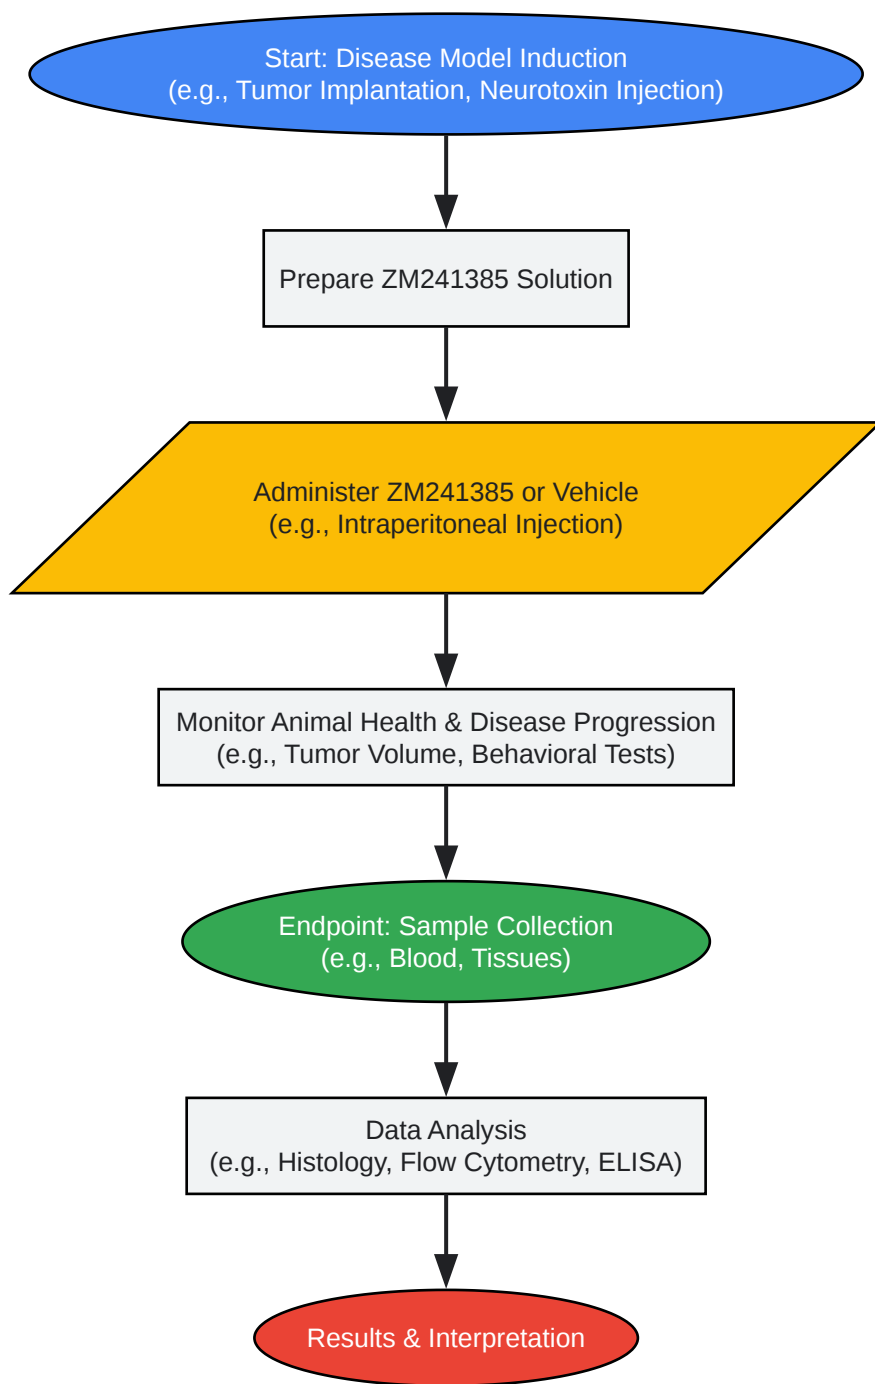 Start: Disease Model Induction
(e.g., Tumor Implantation, Neurotoxin Injection)
Prepare ZM241385 Solution
Administer ZM241385 or Vehicle
(e.g., Intraperitoneal Injection)
Monitor Animal Health & Disease Progression
(e.g., Tumor Volume, Behavioral Tests)
Endpoint: Sample Collection
(e.g., Blood, Tissues)
Data Analysis
(e.g., Histology, Flow Cytometry, ELISA)
Results & Interpretation